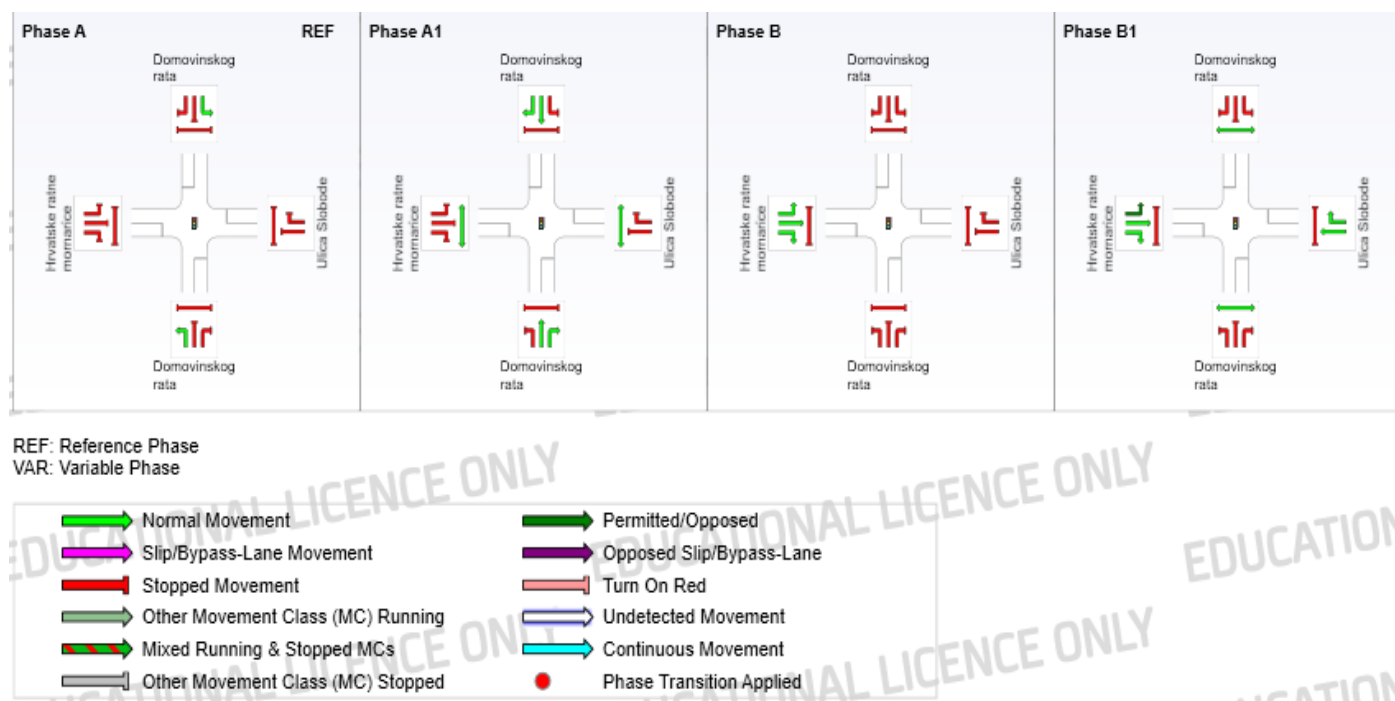 Phase A REF
Domovinskog
rata
Hrvatske ratne
mornarice
Ulica Slobode
Domovinskog
rata
Phase A1
Domovinskog
rata
Hrvatske ratne
mornarice
Ulica Slobode
Domovinskog
rata
Phase B
Domovinskog
rata
Hrvatske ratne
mornarice
Ulica Slobode
Domovinskog
rata
Phase B1
Domovinskog
rata
Hrvatske ratne
mornarice
Ulica Slobode
Domovinskog
rata
REF: Reference Phase
VAR: Variable Phase
Normal Movement
Slip/Bypass-Lane Movement
Stopped Movement
Other Movement Class (MC) Running
Mixed Running & Stopped MCs
Other Movement Class (MC) Stopped
Permitted/Opposed
Opposed Slip/Bypass-Lane
Turn On Red
Undetected Movement
Continuous Movement
Phase Transition Applied
EDUCATIONAL LICENCE ONLY
EDUCATIONAL LICENCE ONLY
EDUCATION
EDUCATIONAL LICENCE ONLY
EDUCATIONAL LICENCE ONLY